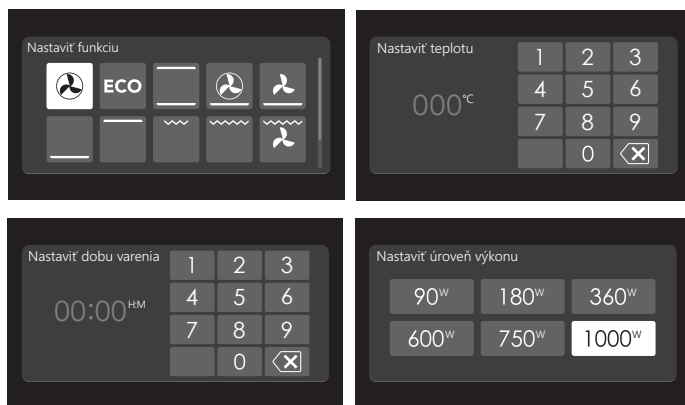 Nastaviť funkciu
ECO
Nastaviť teplotu
000°C
1 2 3
4 5 6
7 8 9
0
Nastaviť dobu varenia
00:00 H:M
1 2 3
4 5 6
7 8 9
0
Nastaviť úroveň výkonu
90W 180W 360W
600W 750W 1000W